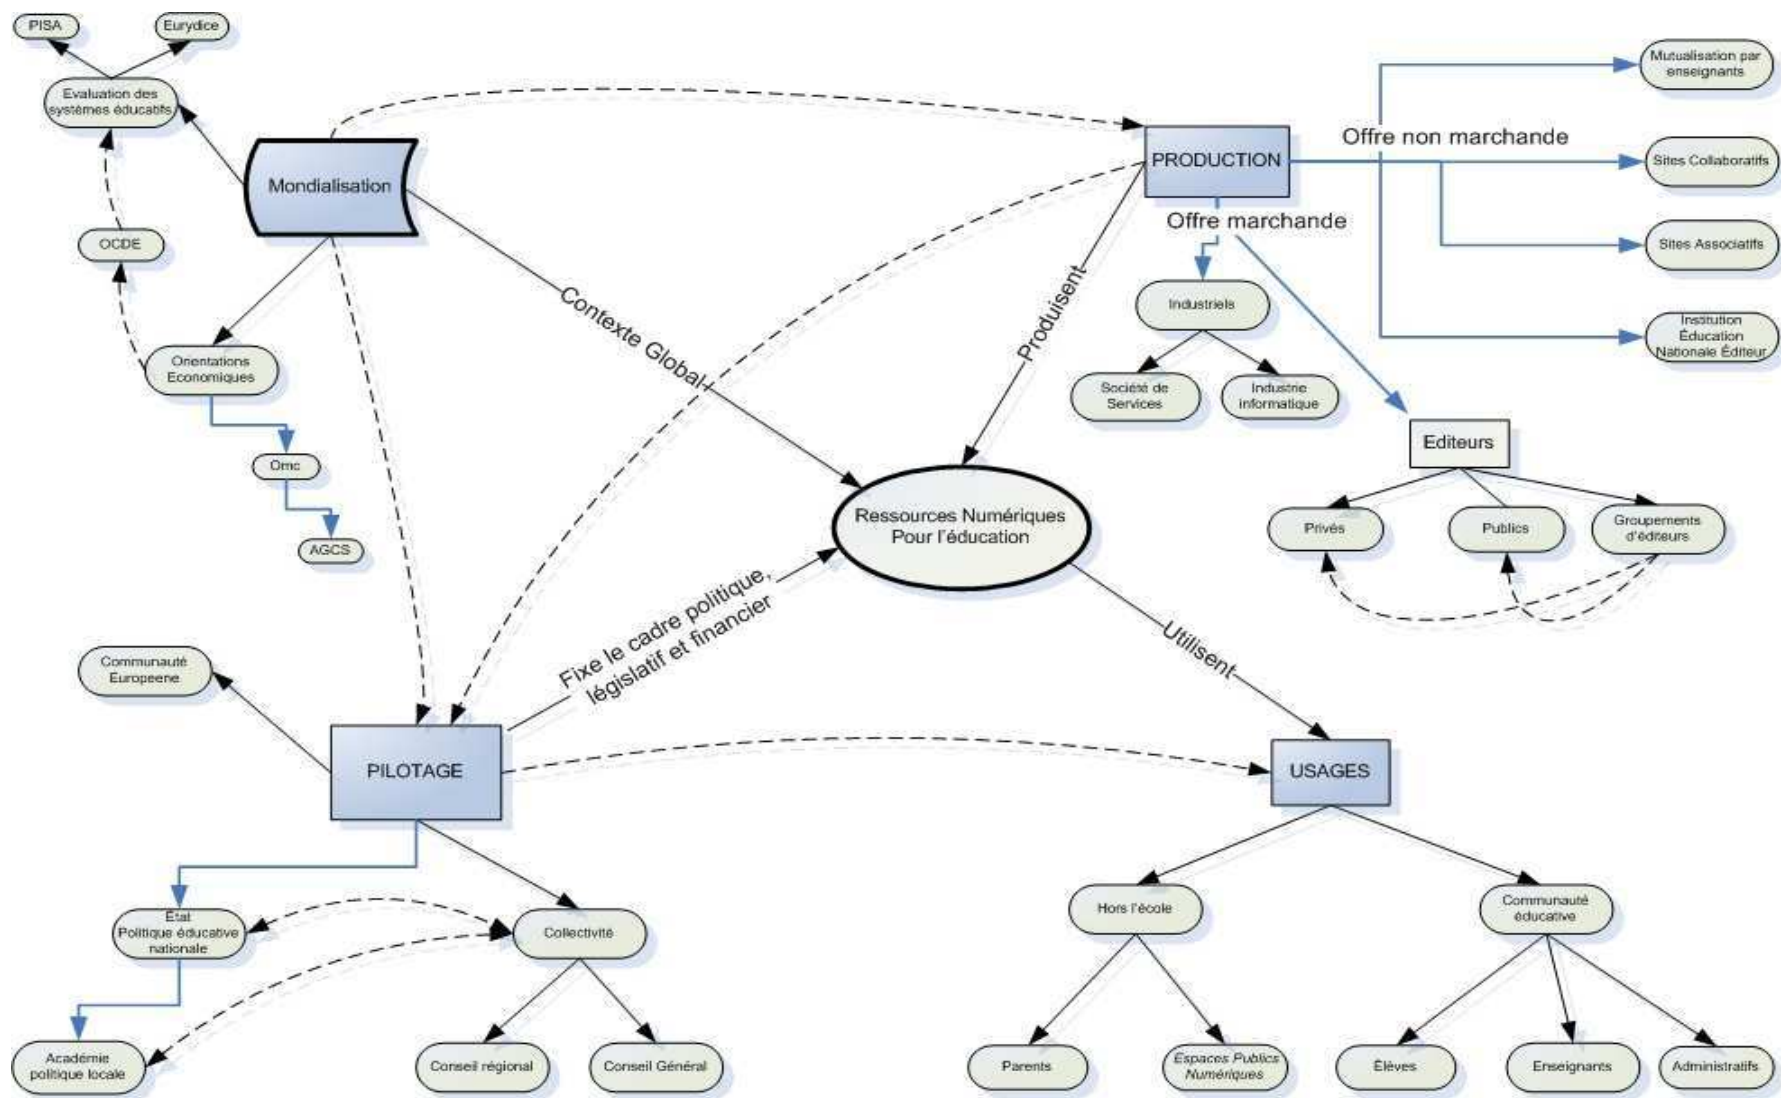 PISA
Eurydice
Evaluation des
systèmes éducatifs
Mondialisation
OCDE
Orientations
Economiques
Omc
AGCS
Contexte Global
PRODUCTION
Offre non marchande
Mutualisation par
enseignants
Sites Collaboratifs
Sites Associatifs
Institution
Éducation
Nationale Éditeur
Offre marchande
Produisent
Industriels
Société de
Services
Industrie
informatique
Editeurs
Privés
Publics
Groupements
d'éditeurs
Ressources Numériques
Pour l'éducation
Fixe le cadre politique,
législatif et financier
Utilisent
Communauté
Europeene
PILOTAGE
USAGES
État
Politique éducative
nationale
Collectivité
Académie
politique locale
Conseil régional
Conseil Général
Hors l'école
Communauté
éducative
Parents
Espaces Publics
Numériques
Élèves
Enseignants
Administratifs